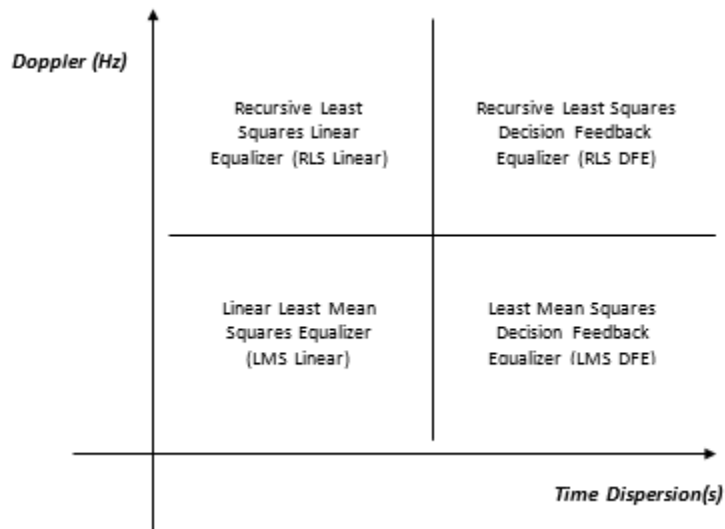 Doppler (Hz)
Recursive Least
Squares Linear
Equalizer (RLS Linear)
Recursive Least Squares
Decision Feedback
Equalizer (RLS DFE)
Linear Least Mean
Squares Equalizer
(LMS Linear)
Least Mean Squares
Decision Feedback
Equalizer (LMS DFE)
Time Dispersion(s)